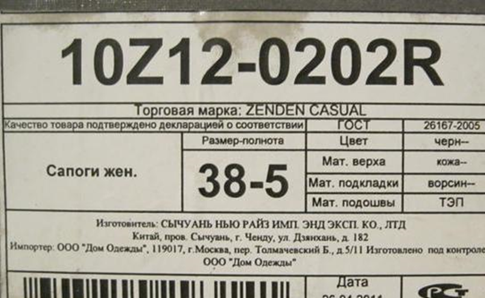 10Z12-0202R
Торговая марка: ZENDEN CASUAL
Качество товара подтверждено декларацией о соответствии ГОСТ 26167-2005
Размер-полнота Цвет черн--
Сапоги жен. 38-5 Мат. верха кожа--
Мат. подкладки ворсин--
Мат. подошвы ТЭП
Изготовитель: СЫЧУАНЬ НЬЮ РАЙЗ ИМП. ЭНД ЭКСП. КО., ЛТД
Китай, пров. Сычуань, г. Ченду, ул. Дзянхань, д. 182
Импортер: ООО "Дом Одежды", 119017, г.Москва, пер. Толмачевский Б., д.5/11 Изготовлено под контроле
ООО "Дом Одежды"
Дата